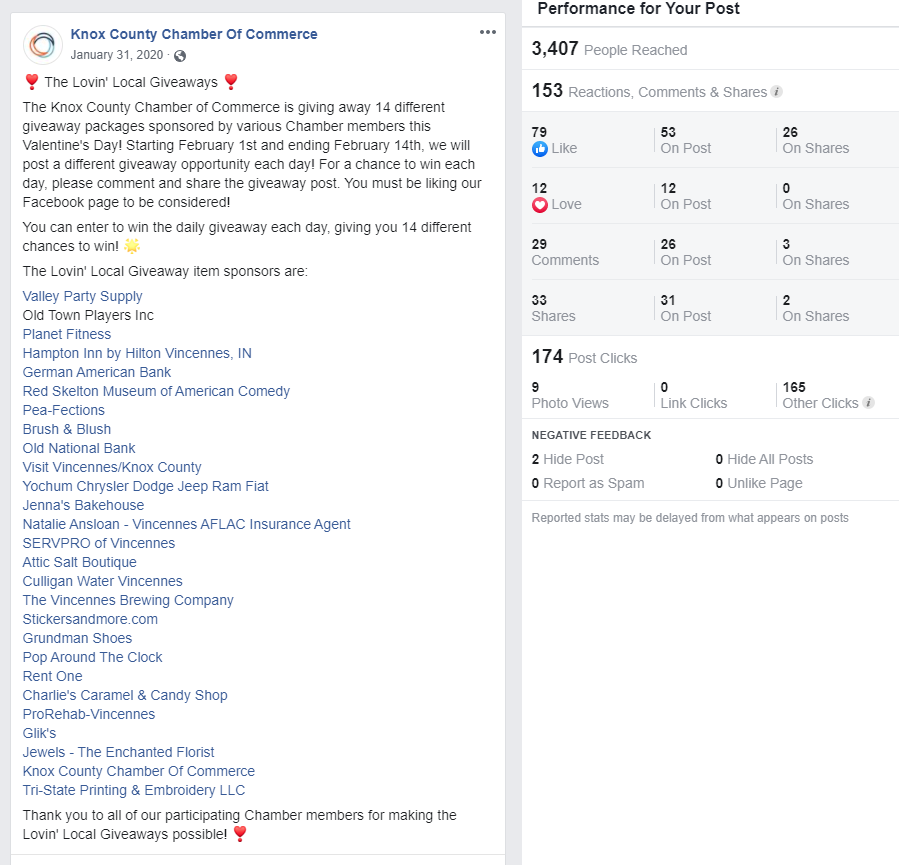 Knox County Chamber Of Commerce
January 31, 2020 ·
❣ The Lovin' Local Giveaways ❣
The Knox County Chamber of Commerce is giving away 14 different
giveaway packages sponsored by various Chamber members this
Valentine's Day! Starting February 1st and ending February 14th, we will
post a different giveaway opportunity each day! For a chance to win each
day, please comment and share the giveaway post. You must be liking our
Facebook page to be considered!
You can enter to win the daily giveaway each day, giving you 14 different
chances to win! 🌟
The Lovin' Local Giveaway item sponsors are:
Valley Party Supply
Old Town Players Inc
Planet Fitness
Hampton Inn by Hilton Vincennes, IN
German American Bank
Red Skelton Museum of American Comedy
Pea-Fections
Brush & Blush
Old National Bank
Visit Vincennes/Knox County
Yochum Chrysler Dodge Jeep Ram Fiat
Jenna's Bakehouse
Natalie Ansloan - Vincennes AFLAC Insurance Agent
SERVPRO of Vincennes
Attic Salt Boutique
Culligan Water Vincennes
The Vincennes Brewing Company
Stickersandmore.com
Grundman Shoes
Pop Around The Clock
Rent One
Charlie's Caramel & Candy Shop
ProRehab-Vincennes
Glik's
Jewels - The Enchanted Florist
Knox County Chamber Of Commerce
Tri-State Printing & Embroidery LLC
Thank you to all of our participating Chamber members for making the
Lovin' Local Giveaways possible! ❣
Performance for Your Post
3,407 People Reached
153 Reactions, Comments & Shares
79 53 26
Like On Post On Shares
12 12 0
Love On Post On Shares
29 26 3
Comments On Post On Shares
33 31 2
Shares On Post On Shares
174 Post Clicks
9 0 165
Photo Views Link Clicks Other Clicks
NEGATIVE FEEDBACK
2 Hide Post 0 Hide All Posts
0 Report as Spam 0 Unlike Page
Reported stats may be delayed from what appears on posts